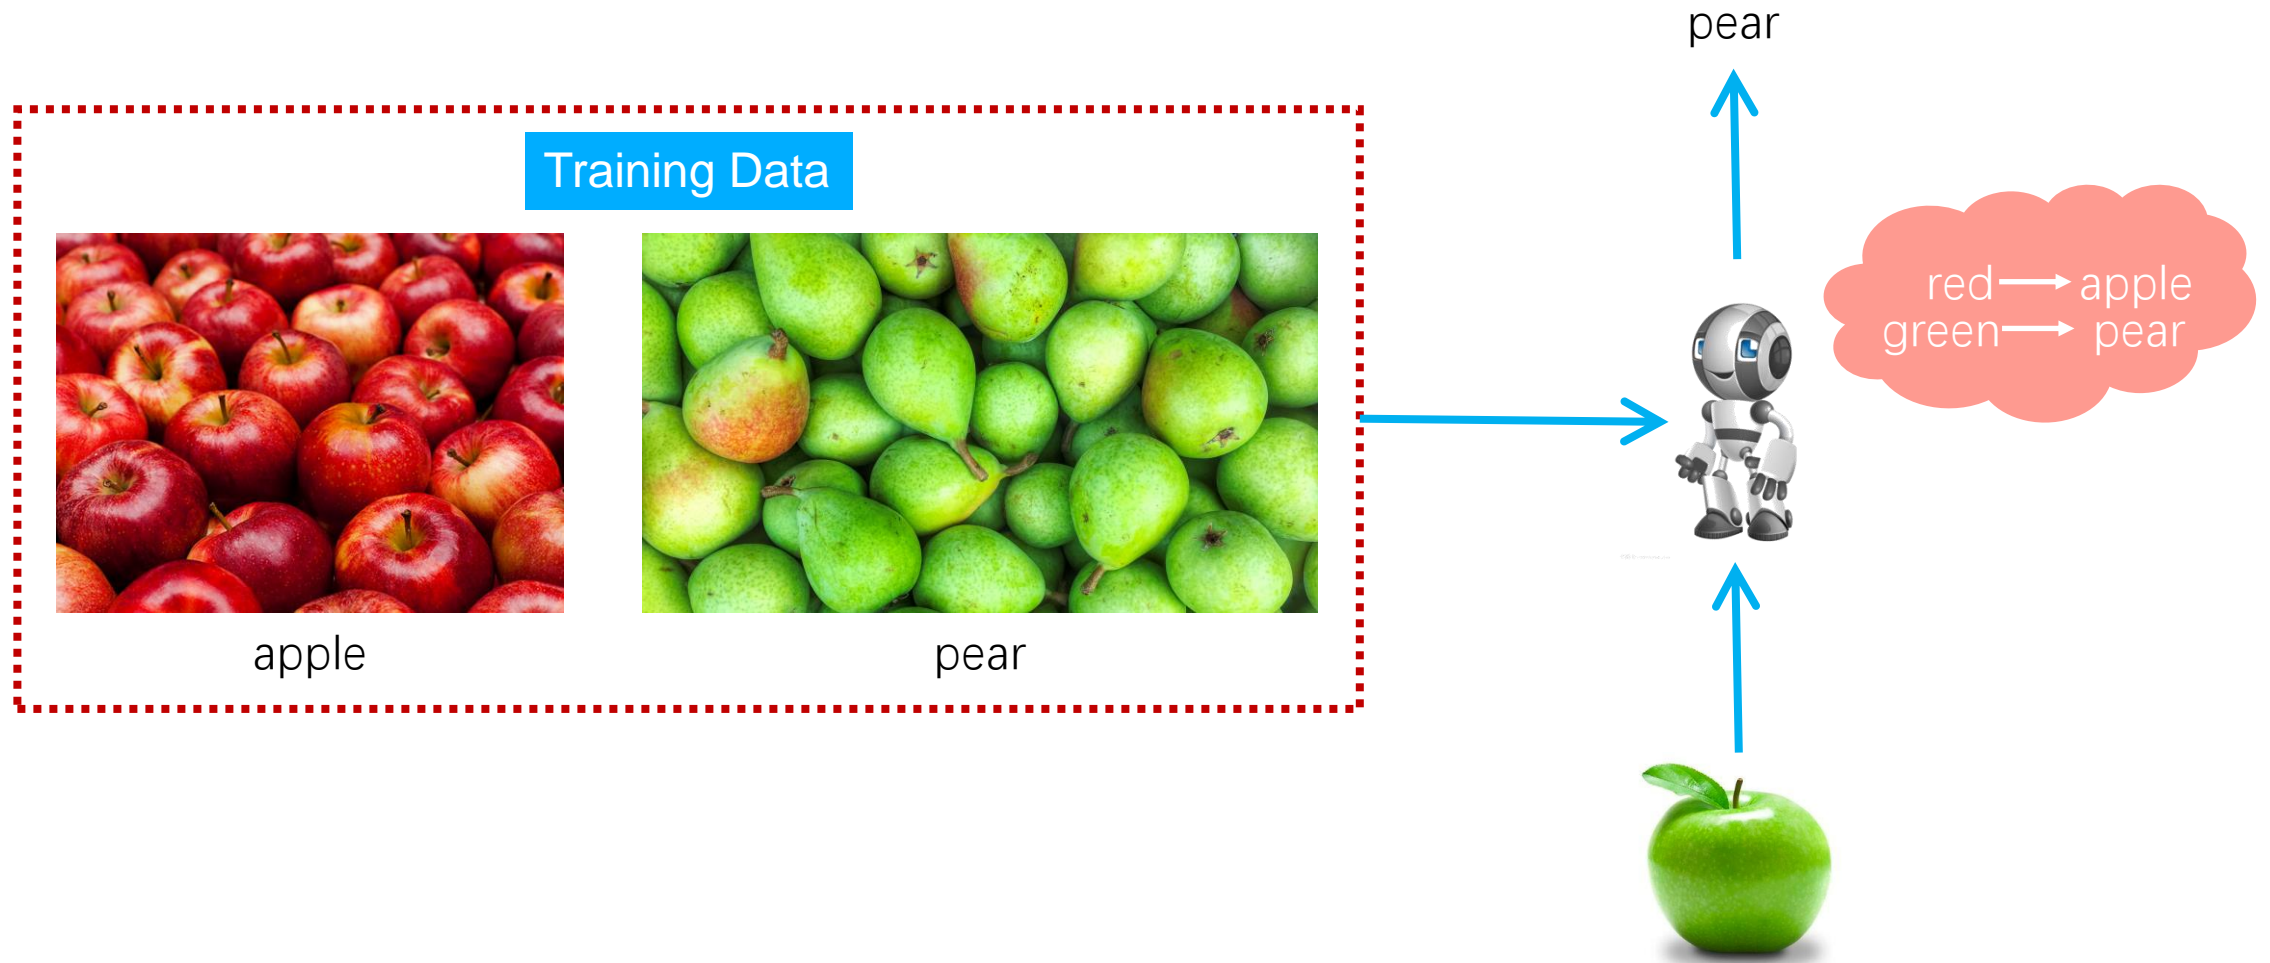 pear
Training Data
red → apple
green → pear
apple
pear